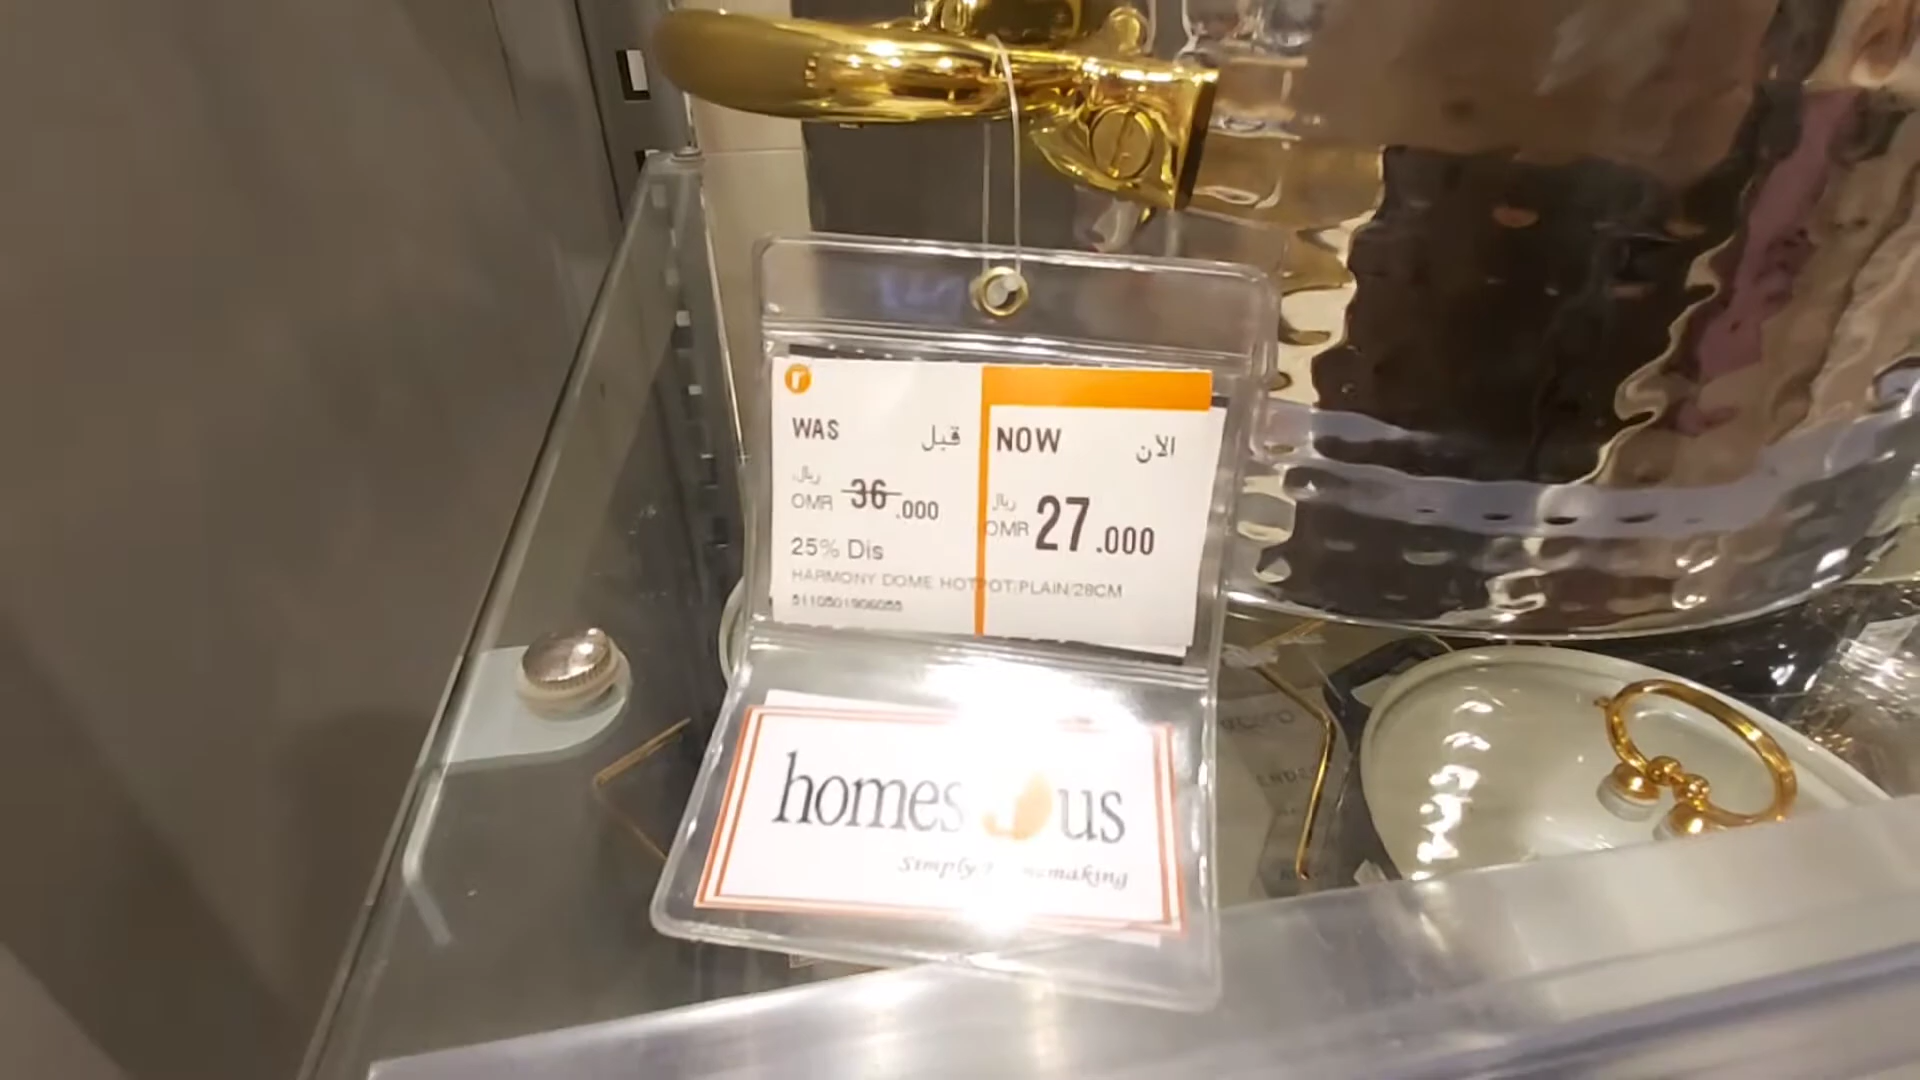 WAS قبل
ريال
OMR 36.000
25% Dis
NOW الآن
ريال
OMR 27.000
HARMONY DOME HOTPOT/PLAIN/28CM
homes us
Simply